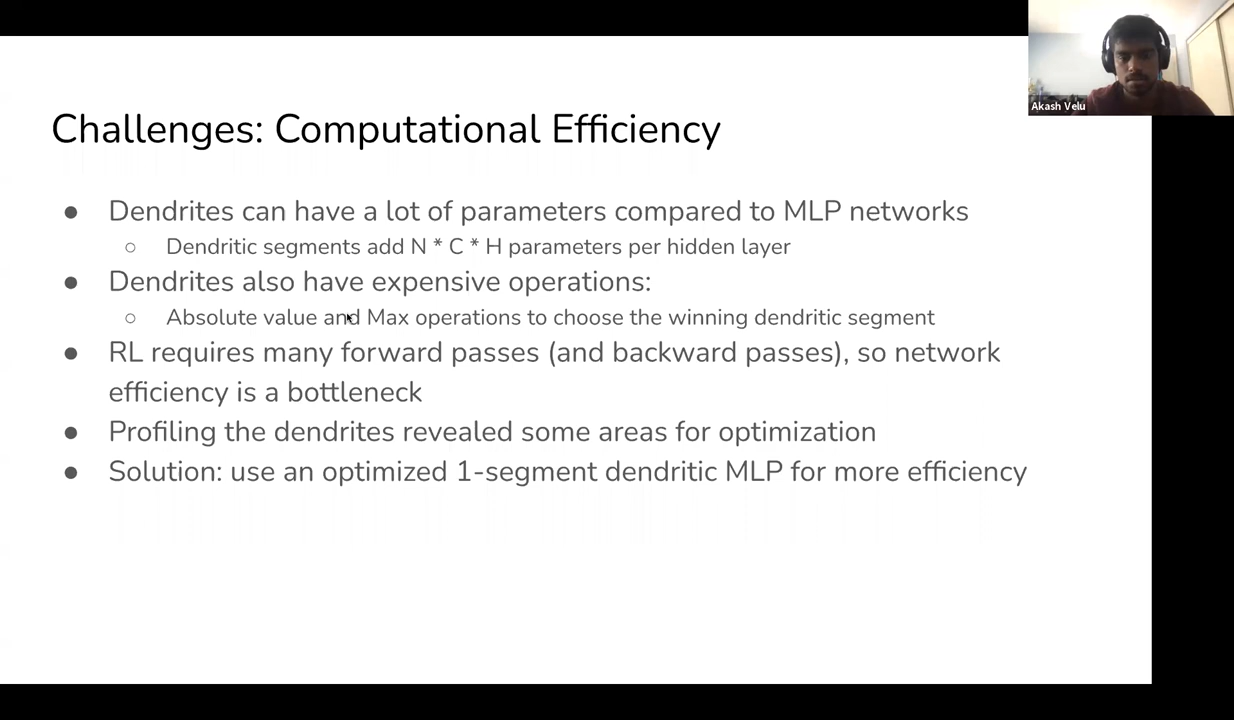 Akash Velu
Challenges: Computational Efficiency
● Dendrites can have a lot of parameters compared to MLP networks
○ Dendritic segments add N * C * H parameters per hidden layer
● Dendrites also have expensive operations:
○ Absolute value and Max operations to choose the winning dendritic segment
● RL requires many forward passes (and backward passes), so network
efficiency is a bottleneck
● Profiling the dendrites revealed some areas for optimization
● Solution: use an optimized 1-segment dendritic MLP for more efficiency